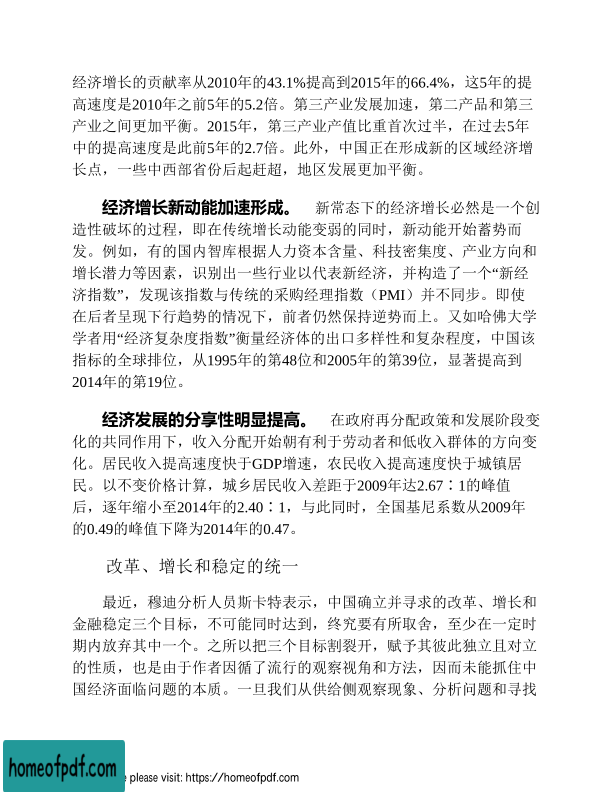 经济增长的贡献率从2010年的43.1%提高到2015年的66.4%，这5年的提
高速度是2010年之前5年的5.2倍。第三产业发展加速，第二产品和第三
产业之间更加平衡。2015年，第三产业产值比重首次过半，在过去5年
中的提高速度是此前5年的2.7倍。此外，中国正在形成新的区域经济增
长点，一些中西部省份后起赶超，地区发展更加平衡。
经济增长新动能加速形成。 新常态下的经济增长必然是一个创
造性破坏的过程，即在传统增长动能变弱的同时，新动能开始蓄势而
发。例如，有的国内智库根据人力资本含量、科技密集度、产业方向和
增长潜力等因素，识别出一些行业以代表新经济，并构造了一个“新经
济指数”，发现该指数与传统的采购经理指数（PMI）并不同步。即使
在后者呈现下行趋势的情况下，前者仍然保持逆势而上。又如哈佛大学
学者用“经济复杂度指数”衡量经济体的出口多样性和复杂程度，中国该
指标的全球排位，从1995年的第48位和2005年的第39位，显著提高到
2014年的第19位。
经济发展的分享性明显提高。 在政府再分配政策和发展阶段变
化的共同作用下，收入分配开始朝有利于劳动者和低收入群体的方向变
化。居民收入提高速度快于GDP增速，农民收入提高速度快于城镇居
民。以不变价格计算，城乡居民收入差距于2009年达2.67∶1的峰值
后，逐年缩小至2014年的2.40∶1，与此同时，全国基尼系数从2009年
的0.49的峰值下降为2014年的0.47。
改革、增长和稳定的统一
最近，穆迪分析人员斯卡特表示，中国确立并寻求的改革、增长和
金融稳定三个目标，不可能同时达到，终究要有所取舍，至少在一定时
期内放弃其中一个。之所以把三个目标割裂开，赋予其彼此独立且对立
的性质，也是由于作者因循了流行的观察视角和方法，因而未能抓住中
国经济面临问题的本质。一旦我们从供给侧观察现象、分析问题和寻找
homeofpdf.com
please visit: https://homeofpdf.com